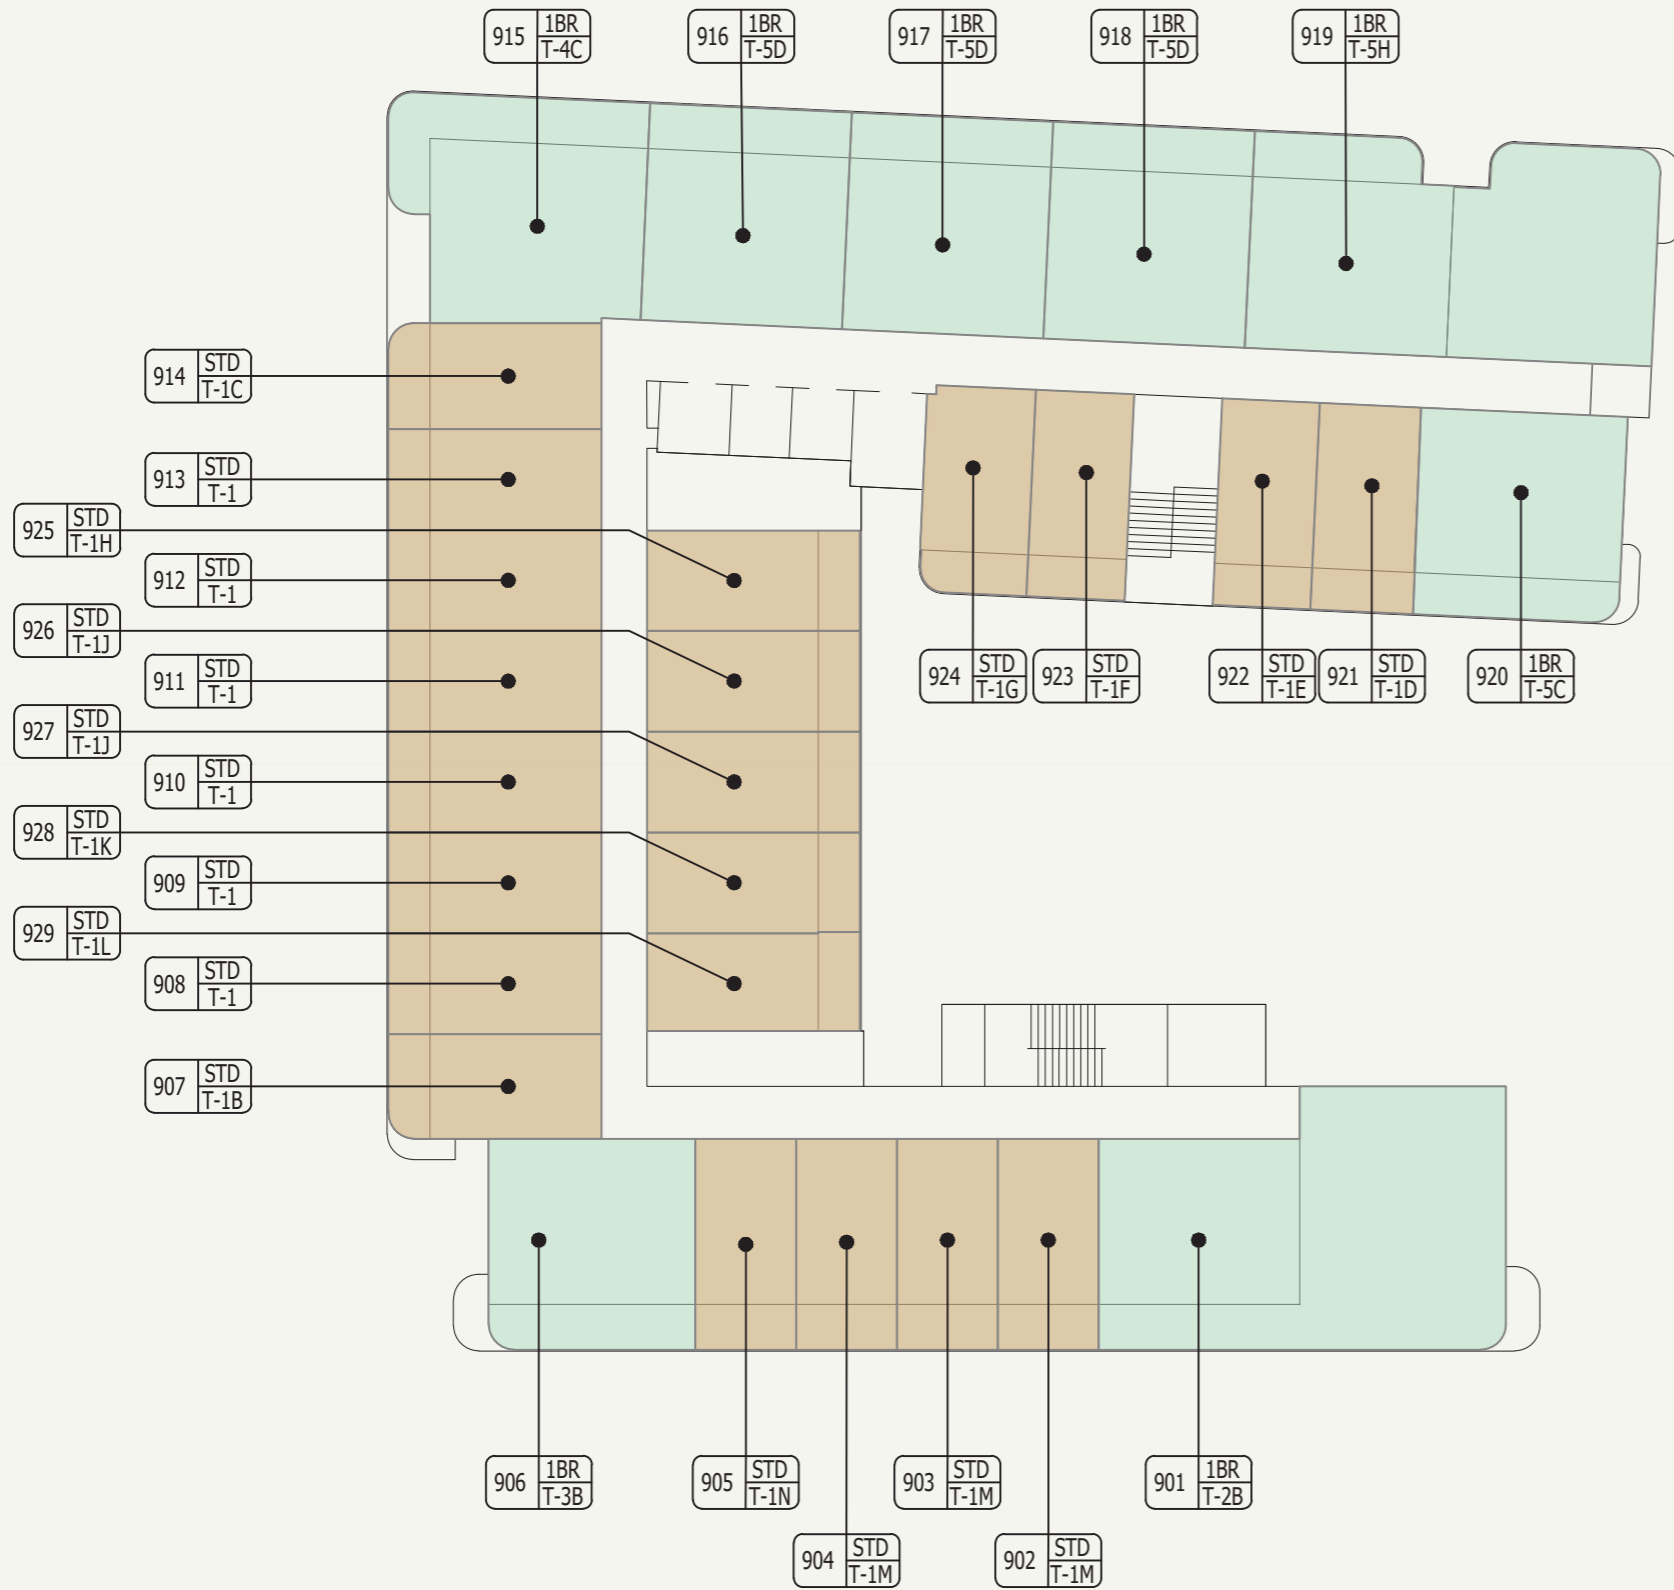 915 1BR T-4C
916 1BR T-5D
917 1BR T-5D
918 1BR T-5D
919 1BR T-5H
914 STD T-1C
913 STD T-1
925 STD T-1H
912 STD T-1
926 STD T-1J
911 STD T-1
924 STD T-1G
923 STD T-1F
922 STD T-1E
921 STD T-1D
920 1BR T-5C
927 STD T-1J
910 STD T-1
928 STD T-1K
909 STD T-1
929 STD T-1L
908 STD T-1
907 STD T-1B
906 1BR T-3B
905 STD T-1N
903 STD T-1M
901 1BR T-2B
904 STD T-1M
902 STD T-1M